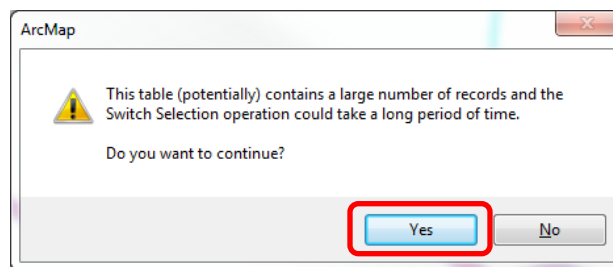 ArcMap
This table (potentially) contains a large number of records and the
Switch Selection operation could take a long period of time.
Do you want to continue?
Yes
No